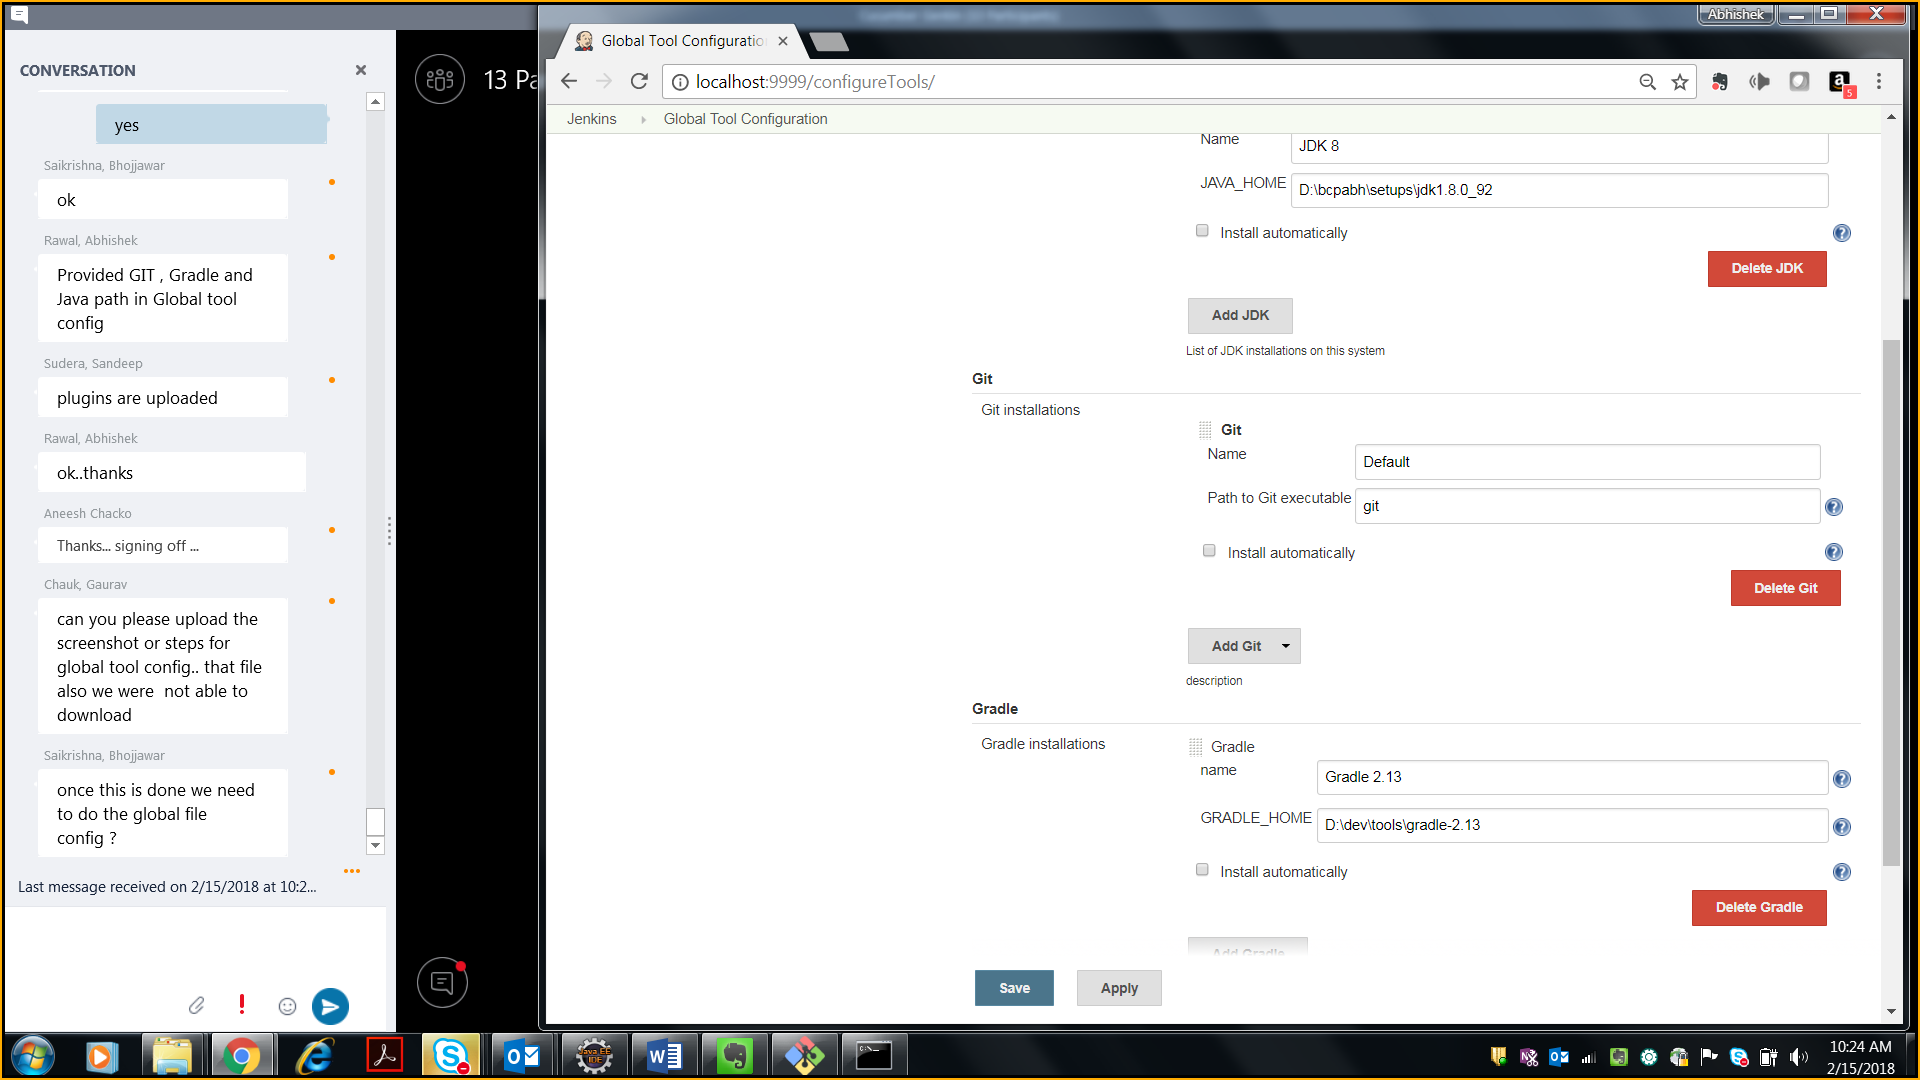 CONVERSATION
yes
Saikrishna, Bhojjawar
ok
Rawal, Abhishek
Provided GIT , Gradle and
Java path in Global tool
config
Sudera, Sandeep
plugins are uploaded
Rawal, Abhishek
ok..thanks
Aneesh Chacko
Thanks... signing off ...
Chauk, Gaurav
can you please upload the
screenshot or steps for
global tool config.. that file
also we were  not able to
download
Saikrishna, Bhojjawar
once this is done we need
to do the global file
config ?
Last message received on 2/15/2018 at 10:2...
13 Pa
Abhishek
Global Tool Configuratio
localhost:9999/configureTools/
5
Jenkins
Global Tool Configuration
Name
JDK 8
JAVA_HOME
D:\bcpabh\setups\jdk1.8.0_92
Install automatically
Delete JDK
Add JDK
List of JDK installations on this system
Git
Git installations
Git
Name
Default
Path to Git executable
git
Install automatically
Delete Git
Add Git
description
Gradle
Gradle installations
Gradle
name
Gradle 2.13
GRADLE_HOME
D:\dev\tools\gradle-2.13
Install automatically
Delete Gradle
Add Gradle
Save
Apply
Java EE
IDE
10:24 AM
2/15/2018